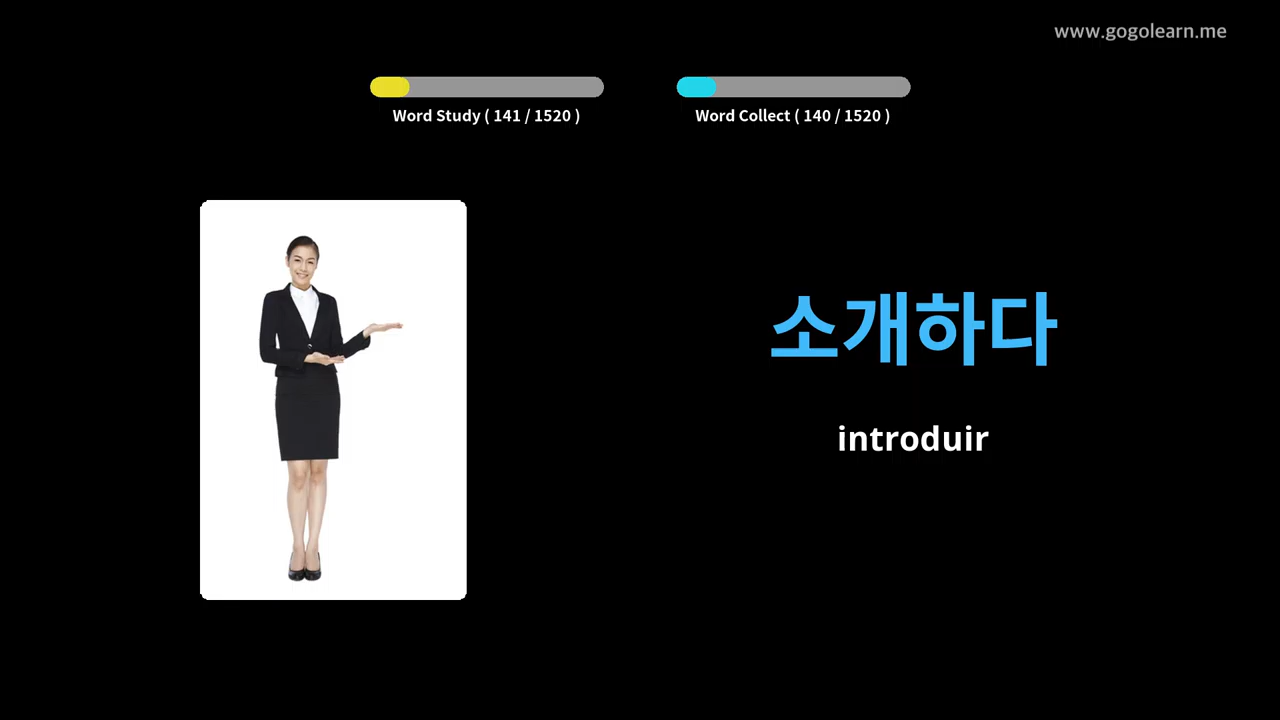 www.gogolearn.me
Word Study ( 141 / 1520 )
Word Collect ( 140 / 1520 )
소개하다
introduir